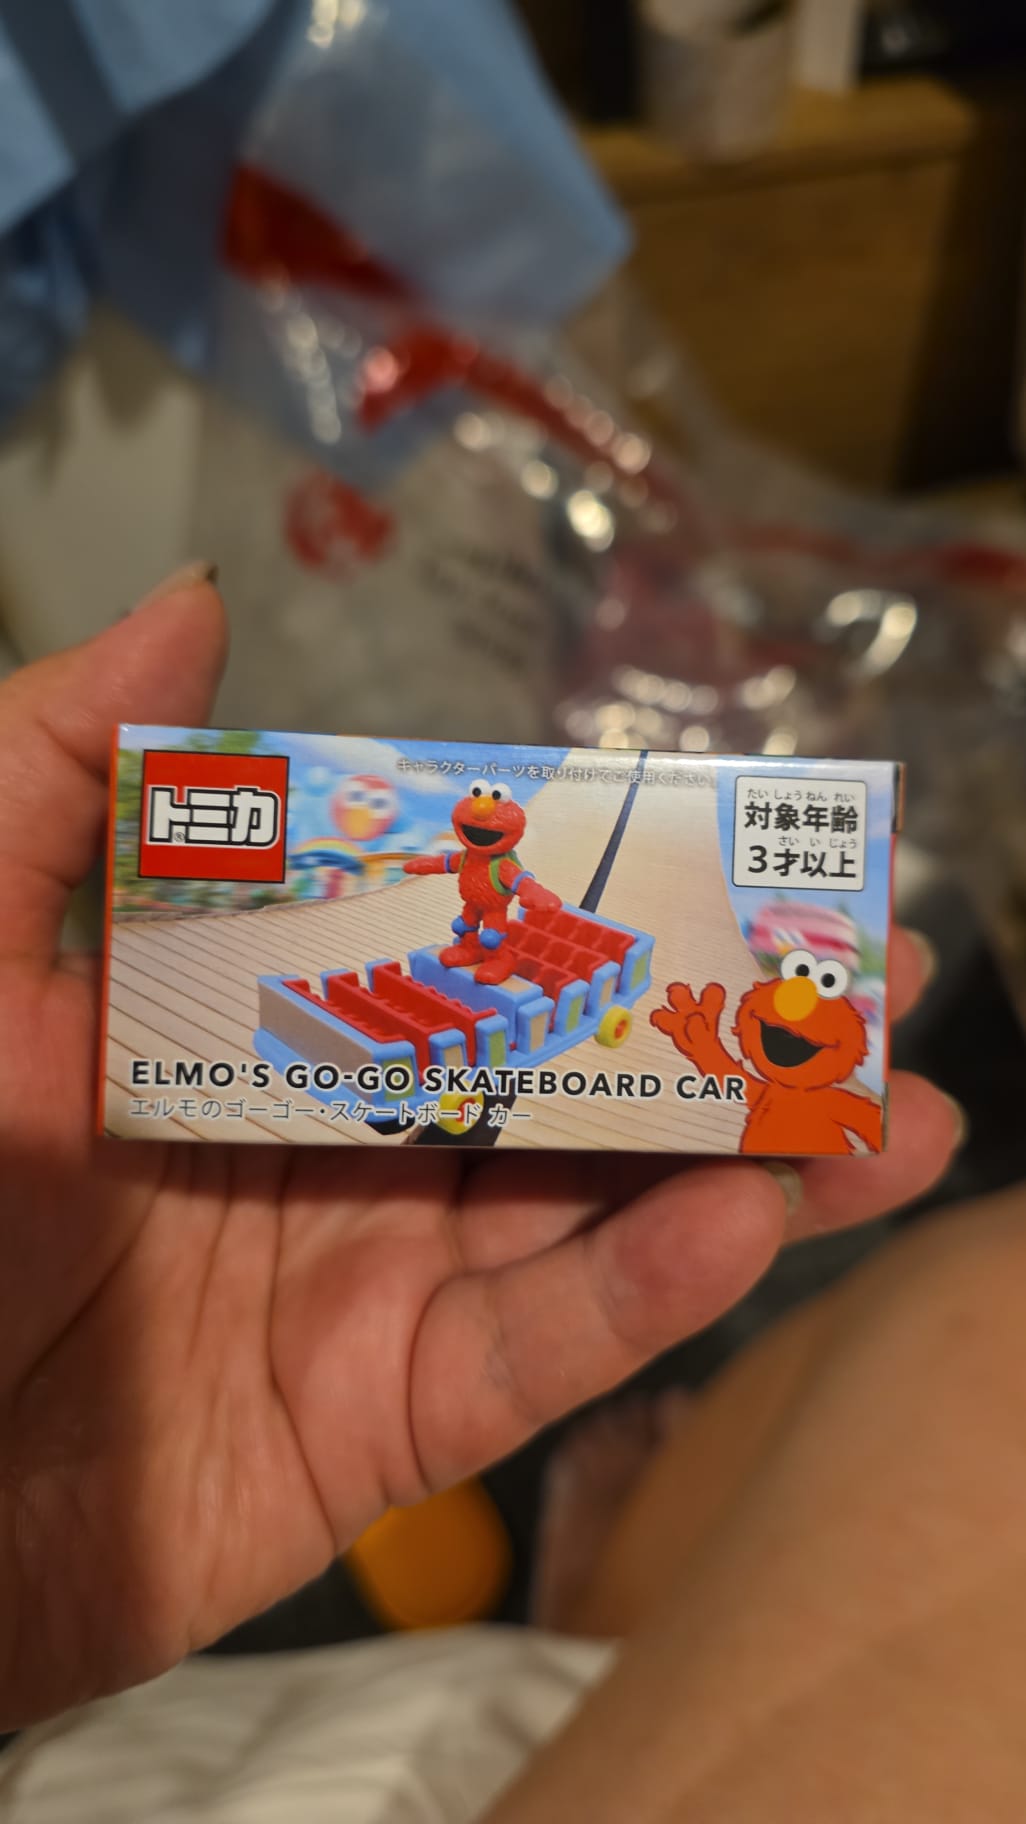 キャラクターパーツを取り付けてご使用ください。
トミカ®
たいしょうねんれい
対象年齢
さいいじょう
3才以上
ELMO'S GO-GO SKATEBOARD CAR
エルモのゴーゴー・スケートボード カー